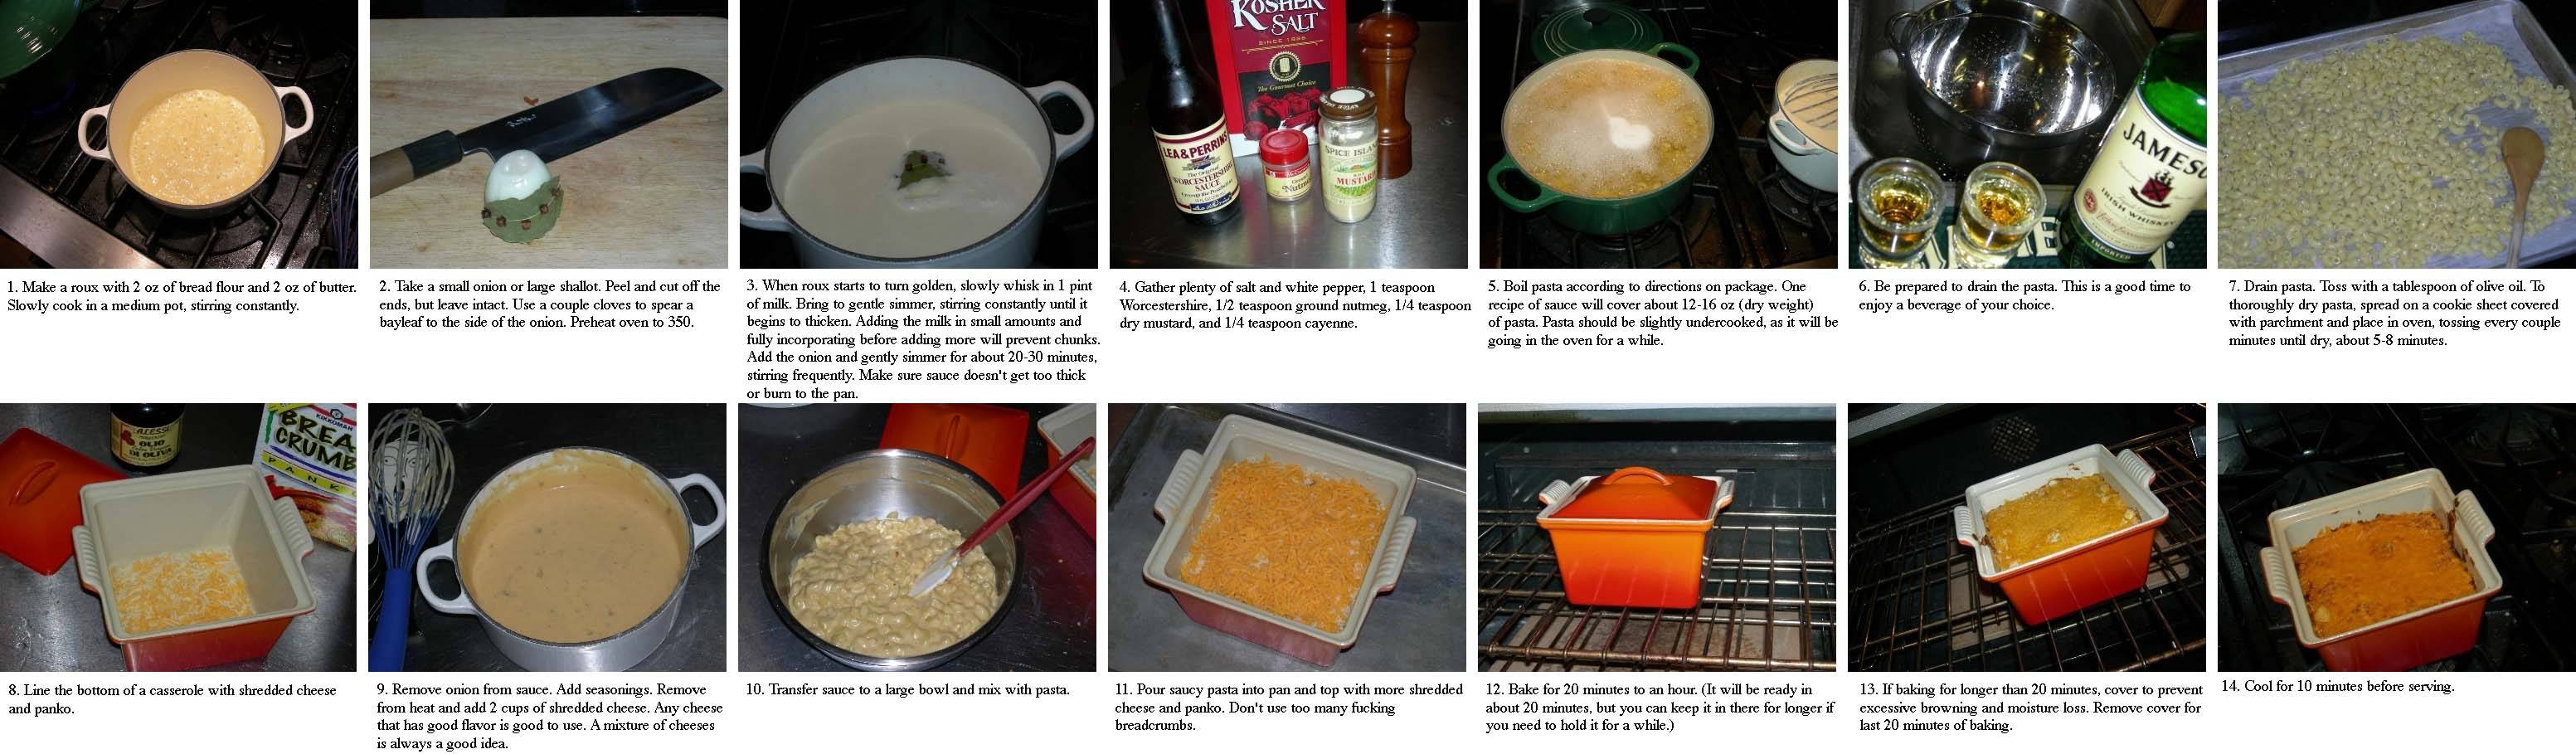 KOSHER
SALT
SINCE 1886
The Gourmet Choice
LEA & PERRINS
The Original
WORCESTERSHIRE
SAUCE
Nutmeg
SPICE ISLAN
MUSTARD
JAMES
IRISH WHISKEY
IMPORTED
1. Make a roux with 2 oz of bread flour and 2 oz of butter.
Slowly cook in a medium pot, stirring constantly.
2. Take a small onion or large shallot. Peel and cut off the
ends, but leave intact. Use a couple cloves to spear a
bayleaf to the side of the onion. Preheat oven to 350.
3. When roux starts to turn golden, slowly whisk in 1 pint
of milk. Bring to gentle simmer, stirring constantly until it
begins to thicken. Adding the milk in small amounts and
fully incorporating before adding more will prevent chunks.
Add the onion and gently simmer for about 20-30 minutes,
stirring frequently. Make sure sauce doesn't get too thick
or burn to the pan.
4. Gather plenty of salt and white pepper, 1 teaspoon
Worcestershire, 1/2 teaspoon ground nutmeg, 1/4 teaspoon
dry mustard, and 1/4 teaspoon cayenne.
5. Boil pasta according to directions on package. One
recipe of sauce will cover about 12-16 oz (dry weight)
of pasta. Pasta should be slightly undercooked, as it will be
going in the oven for a while.
6. Be prepared to drain the pasta. This is a good time to
enjoy a beverage of your choice.
7. Drain pasta. Toss with a tablespoon of olive oil. To
thoroughly dry pasta, spread on a cookie sheet covered
with parchment and place in oven, tossing every couple
minutes until dry, about 5-8 minutes.
ALESSI
OLIO
DI OLIVA
KIKKOMAN
BREA
CRUMB
PANK
8. Line the bottom of a casserole with shredded cheese
and panko.
9. Remove onion from sauce. Add seasonings. Remove
from heat and add 2 cups of shredded cheese. Any cheese
that has good flavor is good to use. A mixture of cheeses
is always a good idea.
10. Transfer sauce to a large bowl and mix with pasta.
11. Pour saucy pasta into pan and top with more shredded
cheese and panko. Don't use too many fucking
breadcrumbs.
12. Bake for 20 minutes to an hour. (It will be ready in
about 20 minutes, but you can keep it in there for longer if
you need to hold it for a while.)
13. If baking for longer than 20 minutes, cover to prevent
excessive browning and moisture loss. Remove cover for
last 20 minutes of baking.
14. Cool for 10 minutes before serving.